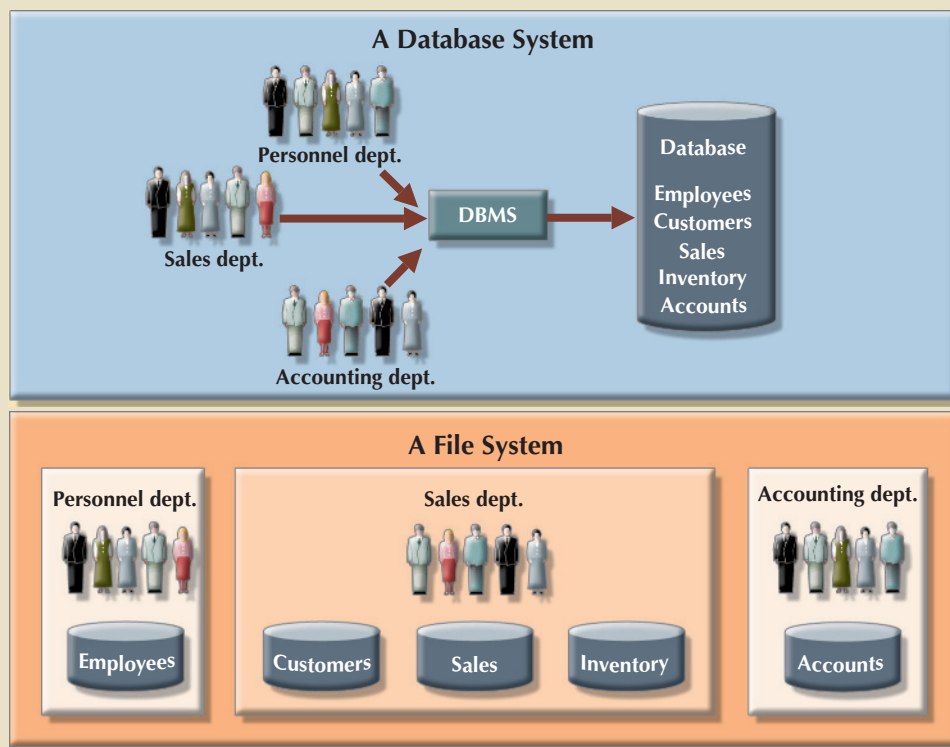 A Database System
Personnel dept.
Sales dept.
Accounting dept.
DBMS
Database
Employees
Customers
Sales
Inventory
Accounts
A File System
Personnel dept.
Employees
Sales dept.
Customers
Sales
Inventory
Accounting dept.
Accounts